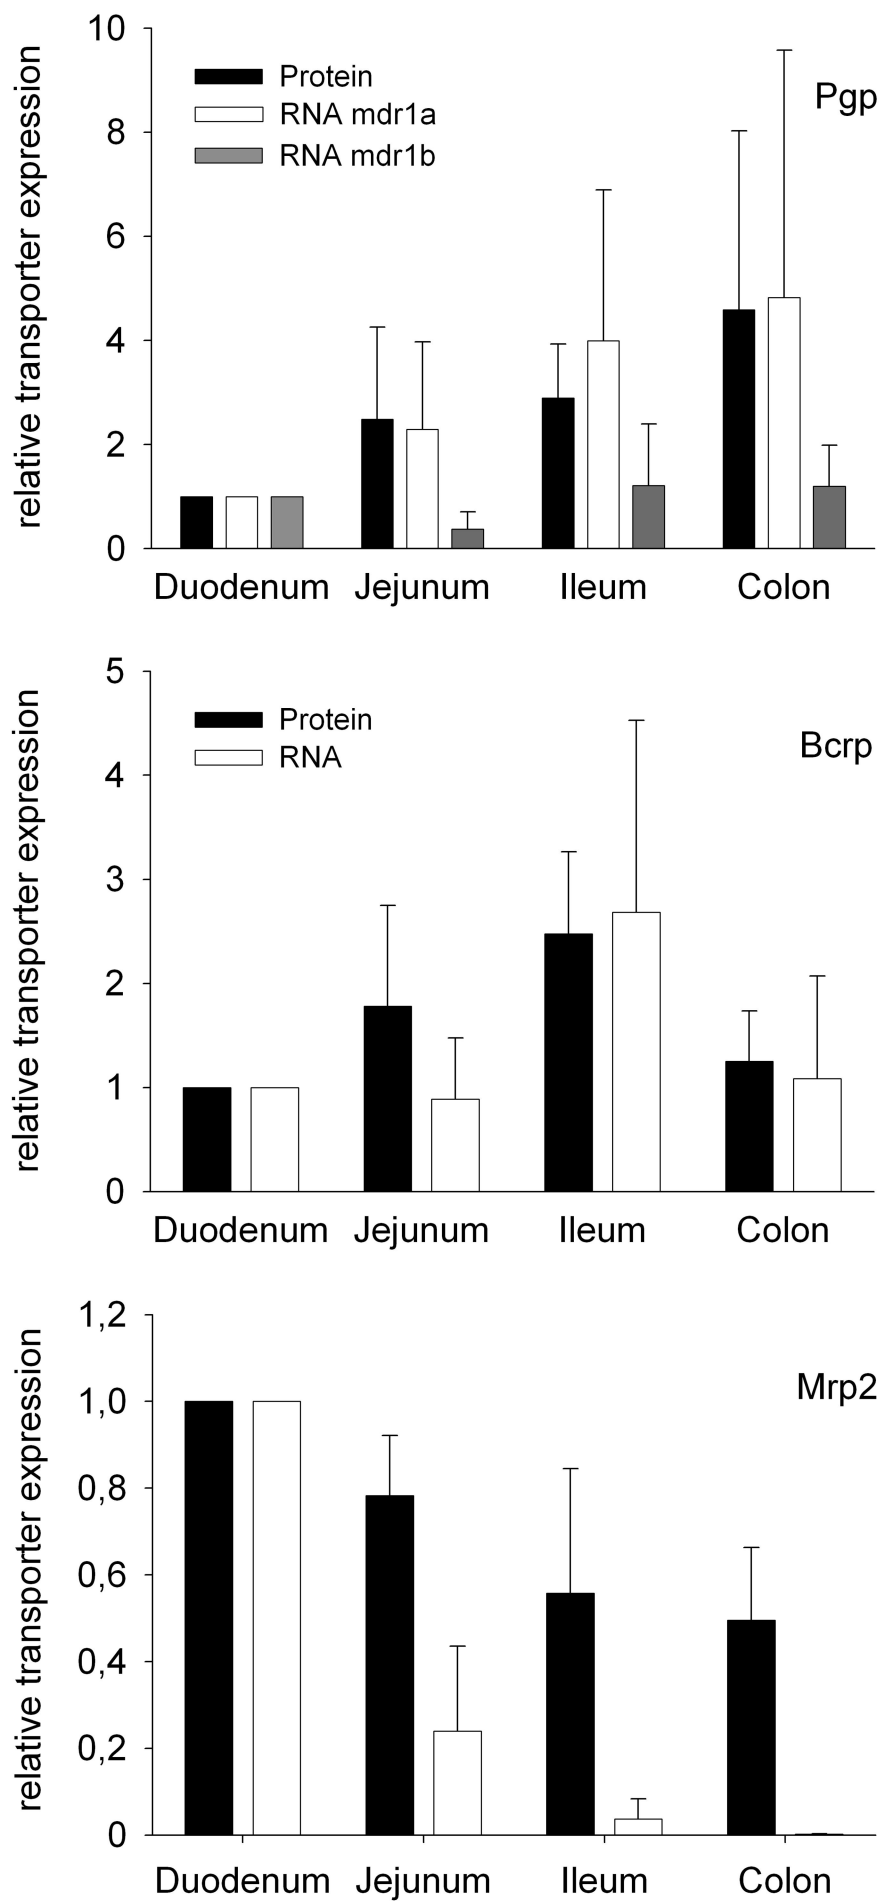 10
8
6
4
2
0
relative transporter expression
Protein
RNA mdr1a
RNA mdr1b
Pgp
Duodenum Jejunum Ileum Colon
5
4
3
2
1
0
relative transporter expression
Protein
RNA
Bcrp
Duodenum Jejunum Ileum Colon
1,2
1,0
0,8
0,6
0,4
0,2
0
relative transporter expression
Mrp2
Duodenum Jejunum Ileum Colon